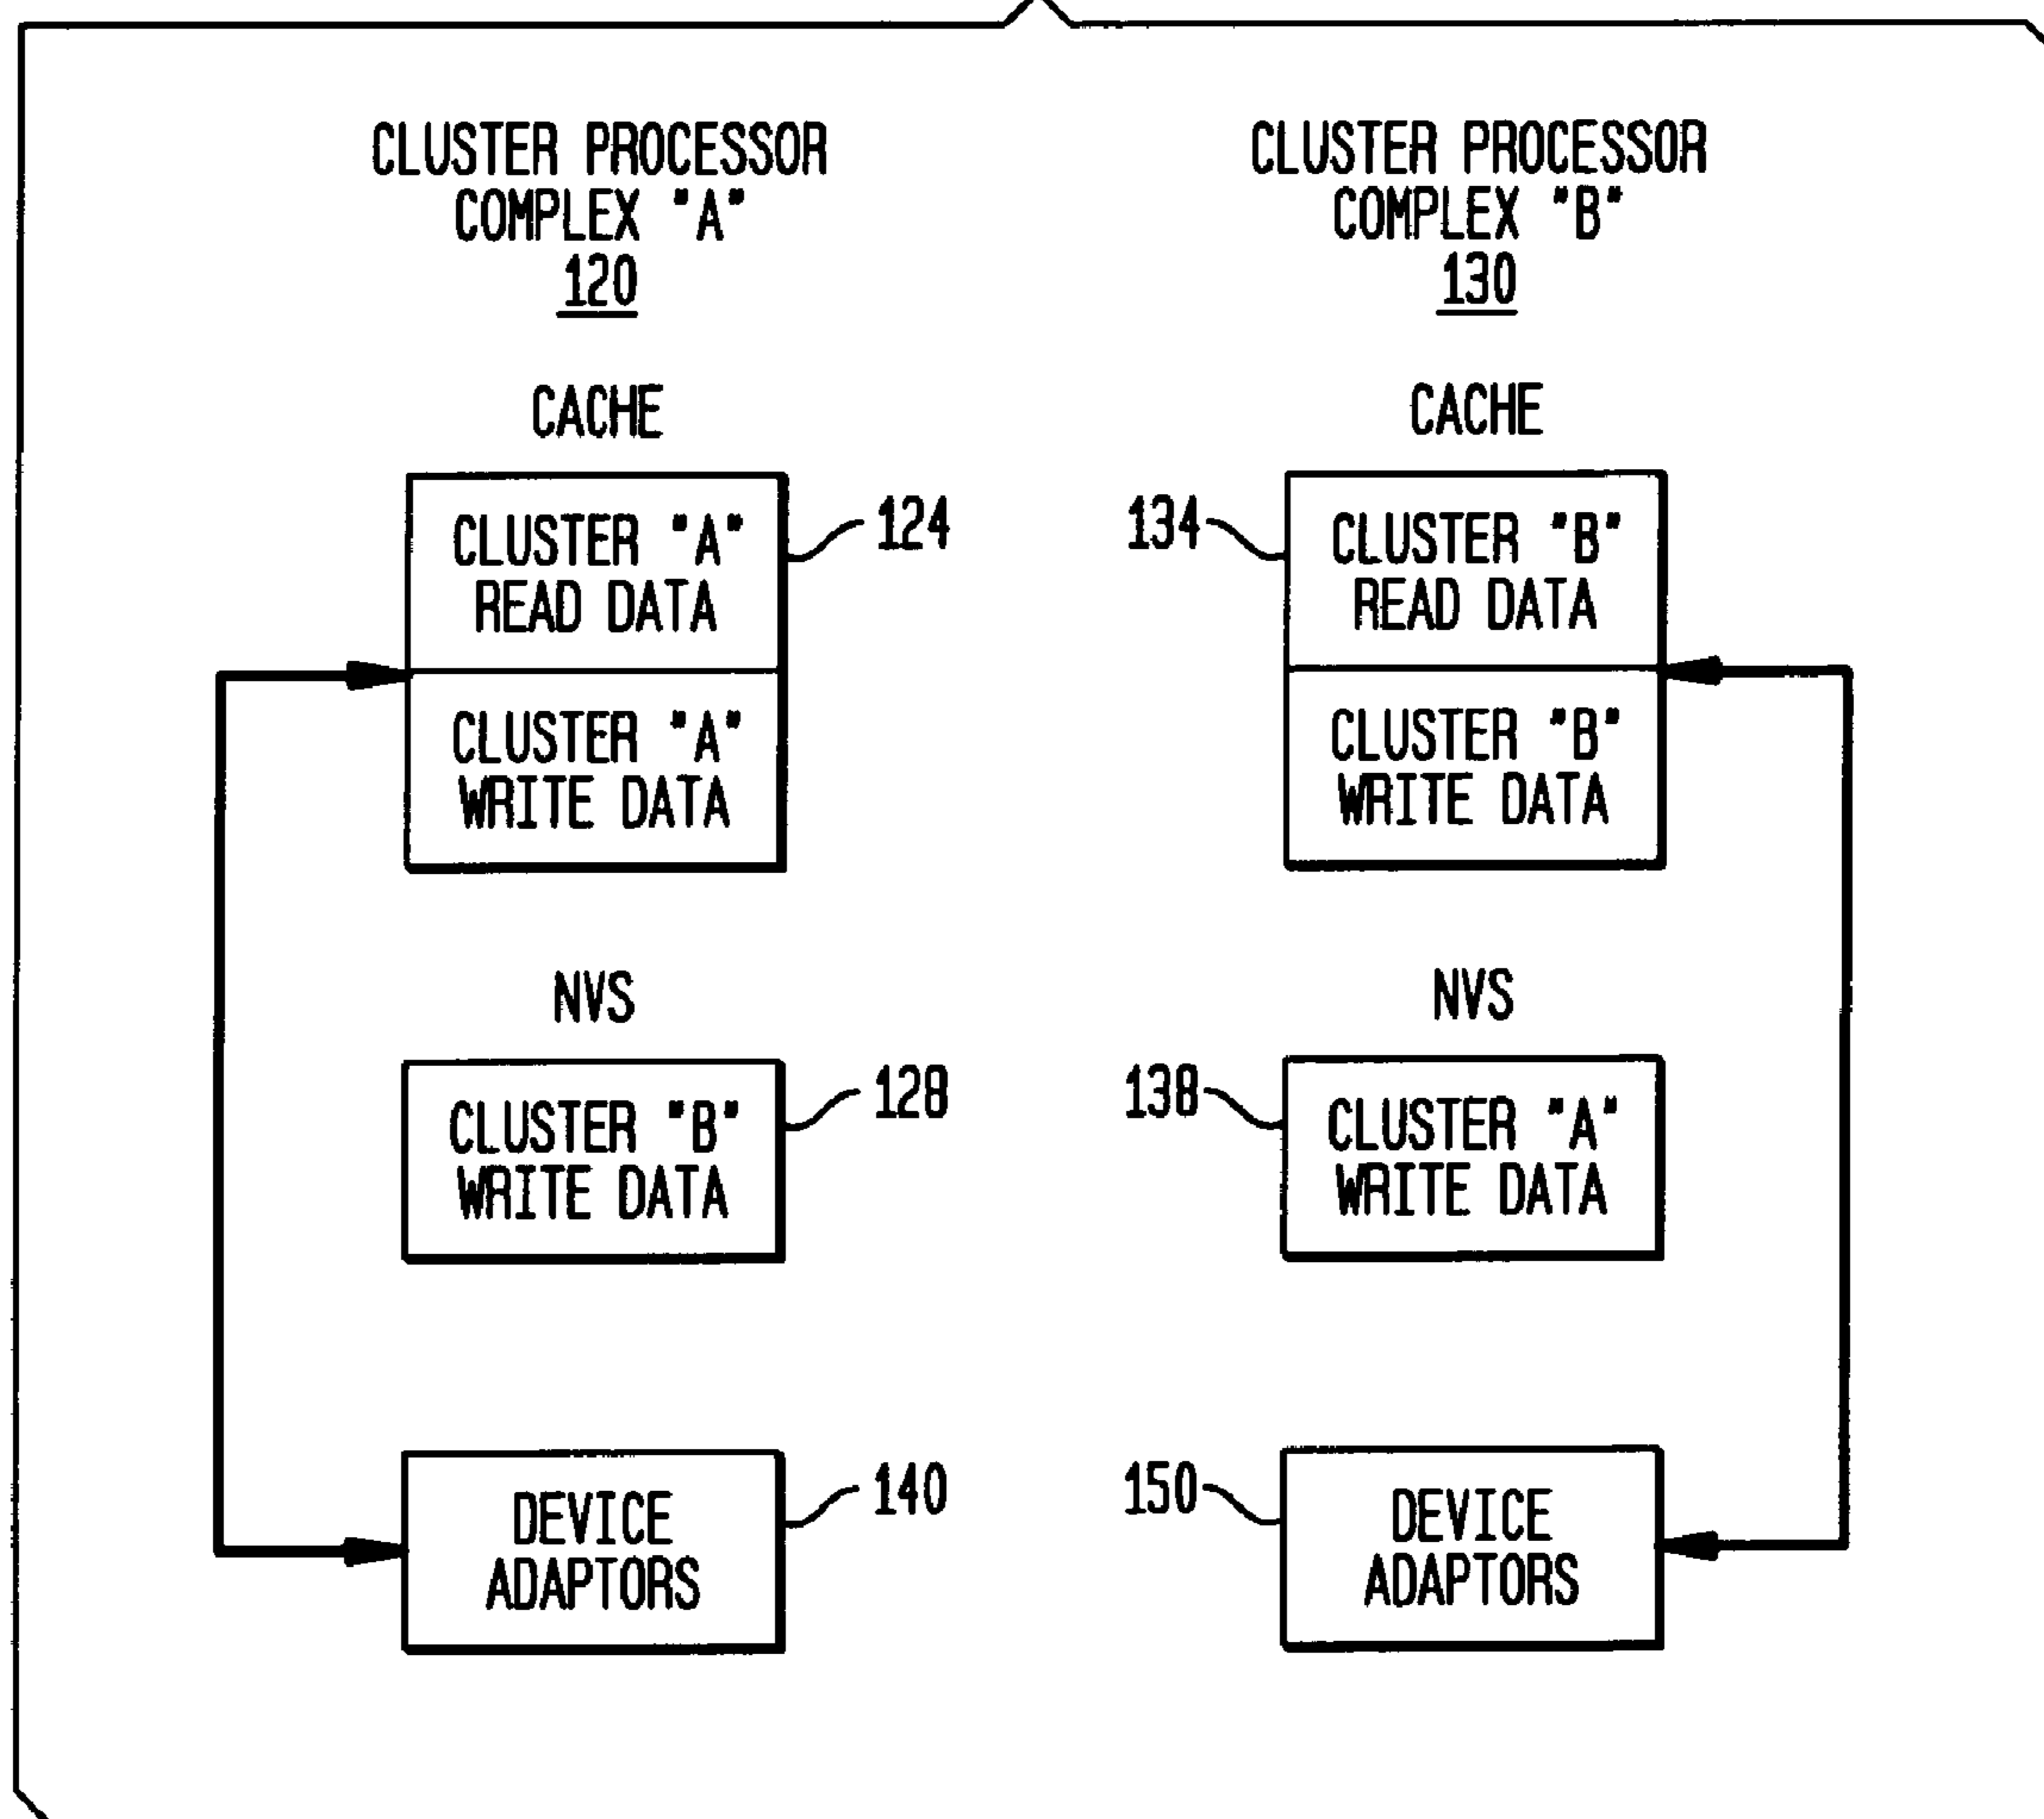 CLUSTER PROCESSOR
COMPLEX "A"
120
CACHE
CLUSTER "A"
READ DATA
124
CLUSTER "A"
WRITE DATA
NVS
CLUSTER "B"
WRITE DATA
128
DEVICE
ADAPTORS
140
CLUSTER PROCESSOR
COMPLEX "B"
130
CACHE
134
CLUSTER "B"
READ DATA
CLUSTER "B"
WRITE DATA
NVS
138
CLUSTER "A"
WRITE DATA
150
DEVICE
ADAPTORS